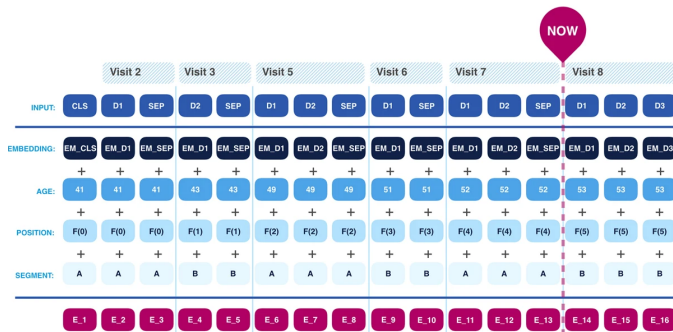 NOW
Visit 2 Visit 3 Visit 5 Visit 6 Visit 7 Visit 8
INPUT: CLS D1 SEP D2 SEP D1 D2 SEP D1 SEP D1 D2 SEP D1 D2 D3
EMBEDDING: EM_CLS EM_D1 EM_SEP EM_D1 EM_SEP EM_D1 EM_D2 EM_SEP EM_D1 EM_SEP EM_D1 EM_D2 EM_SEP EM_D1 EM_D2 EM_D3
+ + + + + + + + + + + + + + + +
AGE: 41 41 41 43 43 49 49 49 51 51 52 52 52 53 53 53
+ + + + + + + + + + + + + + + +
POSITION: F(0) F(0) F(0) F(1) F(1) F(2) F(2) F(2) F(3) F(3) F(4) F(4) F(4) F(5) F(5) F(5)
+ + + + + + + + + + + + + + + +
SEGMENT: A A A B B A A A B B A A A B B B
E_1 E_2 E_3 E_4 E_5 E_6 E_7 E_8 E_9 E_10 E_11 E_12 E_13 E_14 E_15 E_16